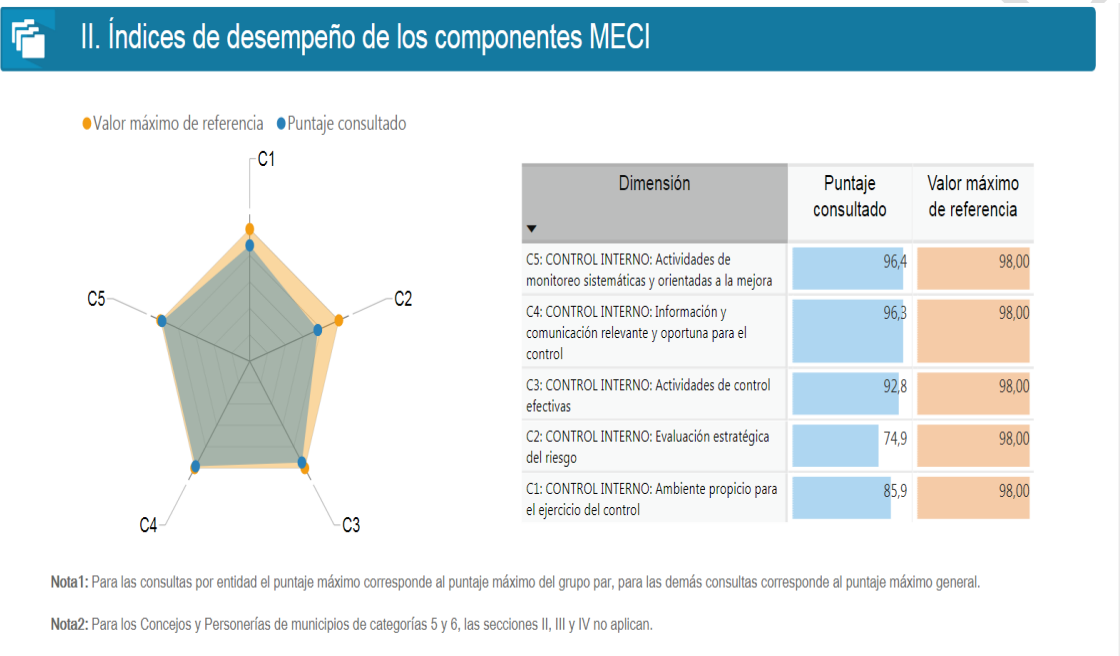 II. Índices de desempeño de los componentes MECI
Valor máximo de referencia Puntaje consultado
C1
C2
C3
C4
C5
Dimensión Puntaje consultado Valor máximo de referencia
C5: CONTROL INTERNO: Actividades de
monitoreo sistemáticas y orientadas a la mejora
96,4 98,00
C4: CONTROL INTERNO: Información y
comunicación relevante y oportuna para el
control
96,3 98,00
C3: CONTROL INTERNO: Actividades de control
efectivas
92,8 98,00
C2: CONTROL INTERNO: Evaluación estratégica
del riesgo
74,9 98,00
C1: CONTROL INTERNO: Ambiente propicio para
el ejercicio del control
85,9 98,00
Nota1: Para las consultas por entidad el puntaje máximo corresponde al puntaje máximo del grupo par, para las demás consultas corresponde al puntaje máximo general.
Nota2: Para los Concejos y Personerías de municipios de categorías 5 y 6, las secciones II, III y IV no aplican.